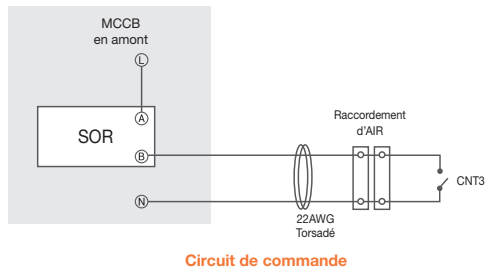 MCCB
en amont
L
A
SOR
B
N
Raccordement
d'AIR
CNT3
22AWG
Torsadé
Circuit de commande